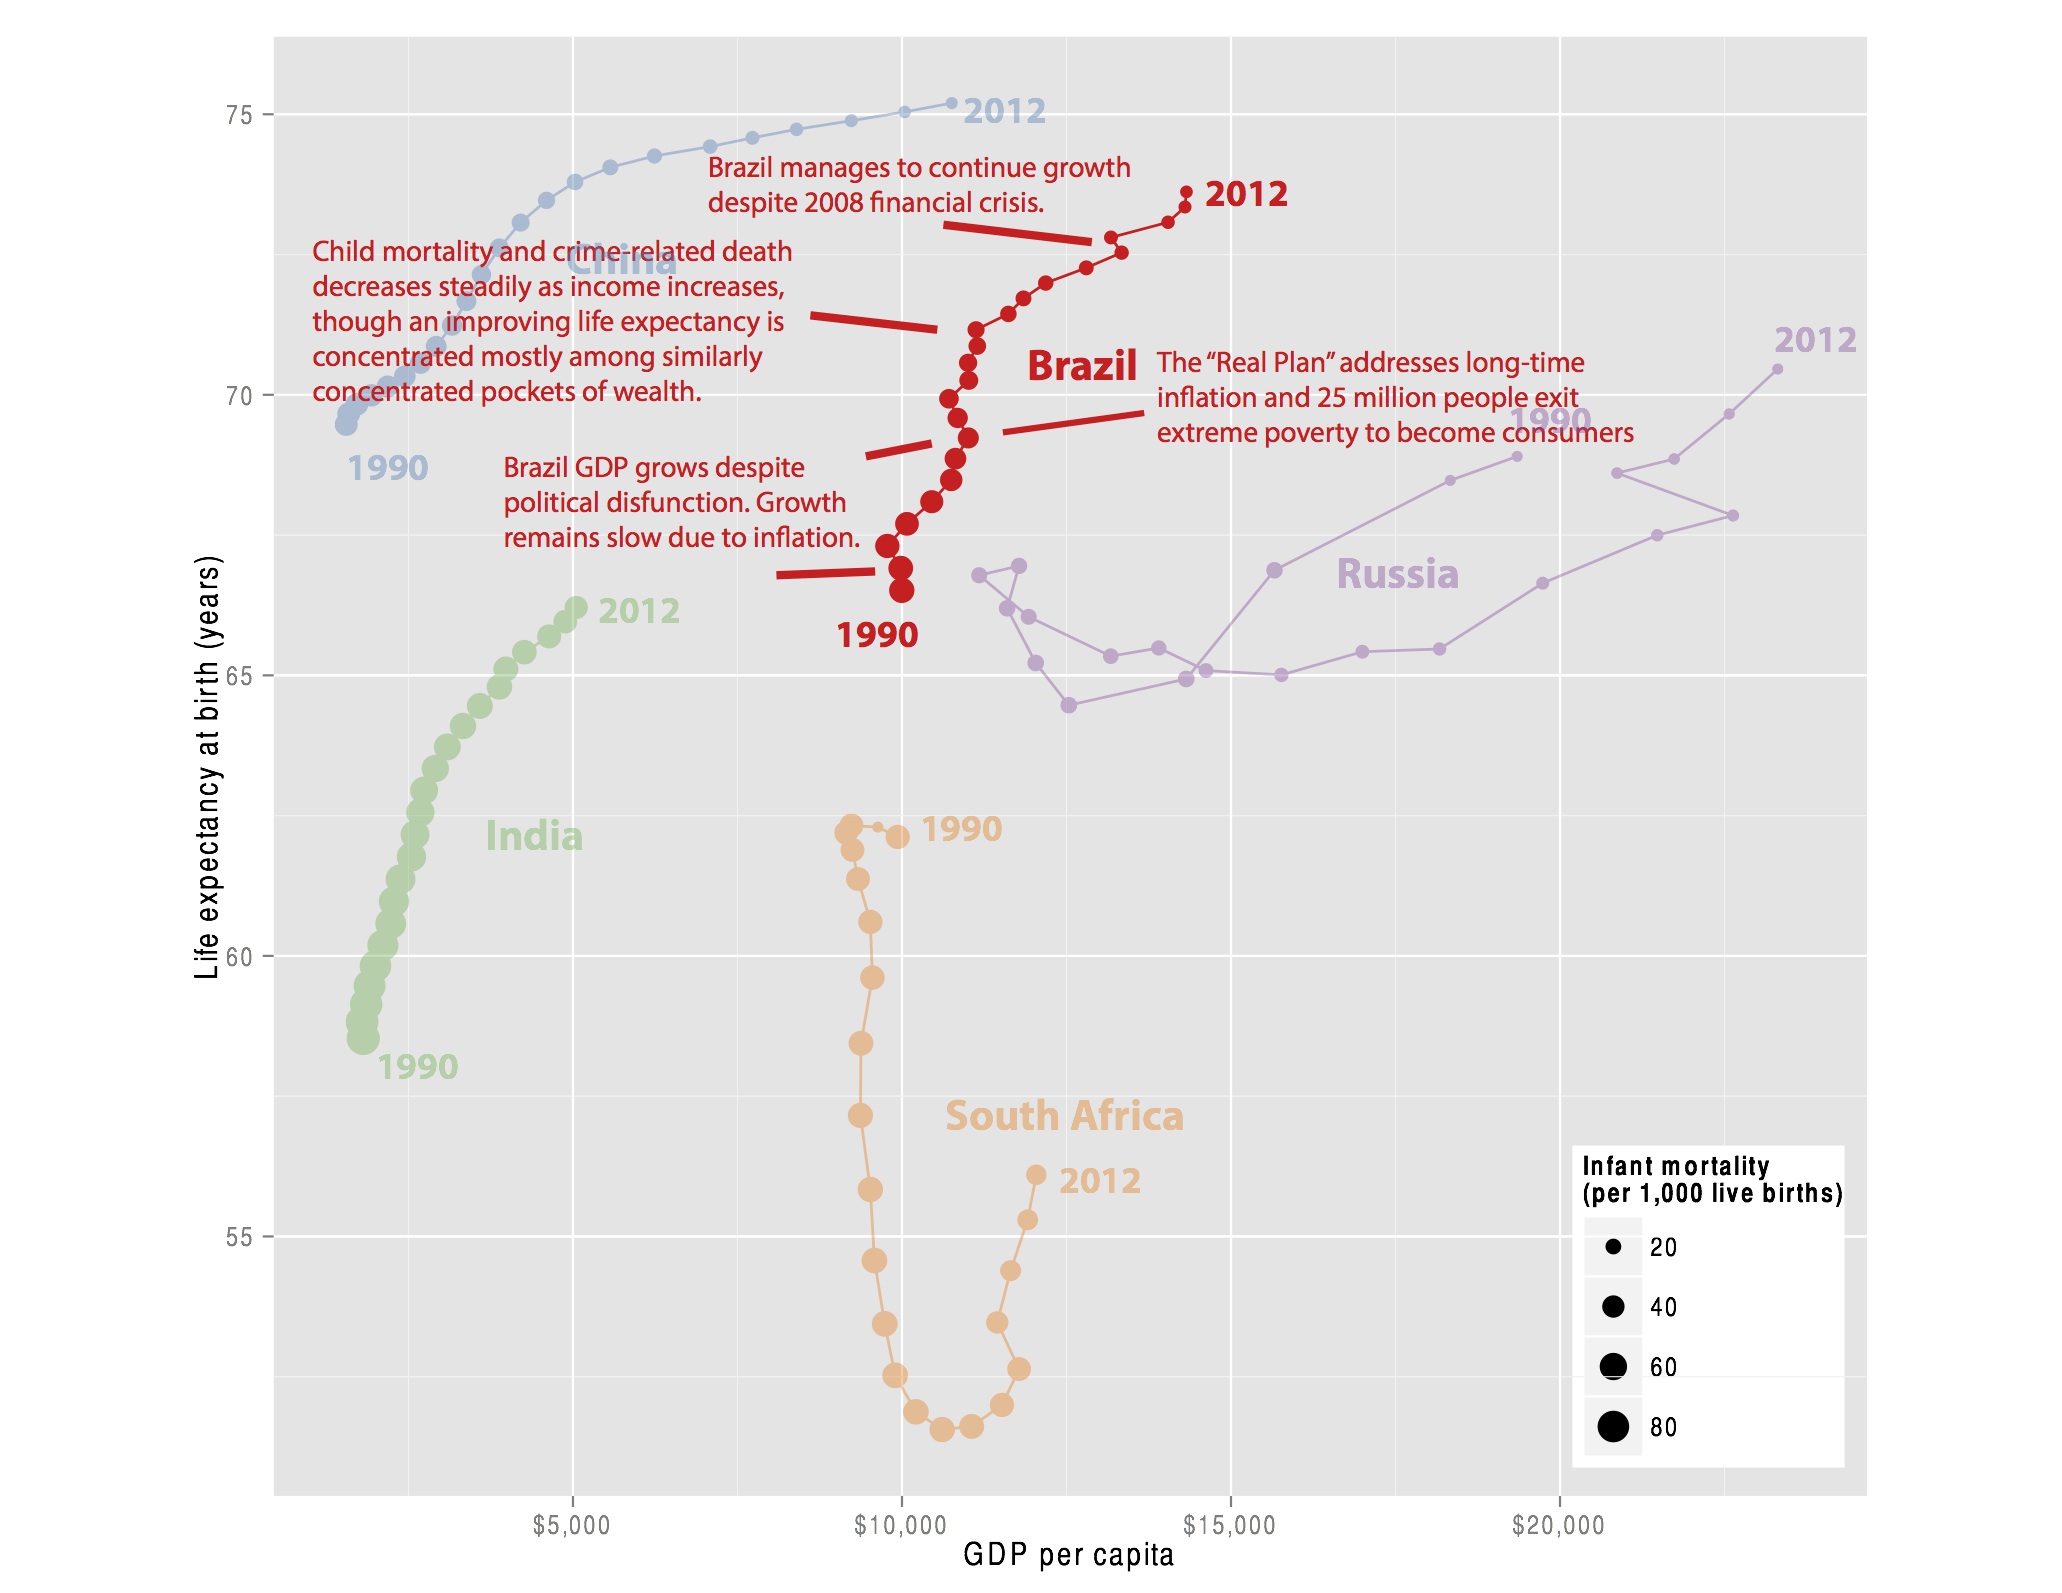 75
70
65
60
55
Life expectancy at birth (years)
2012
Brazil manages to continue growth
despite 2008 financial crisis.
2012
Child mortality and crime-related death
decreases steadily as income increases,
though an improving life expectancy is
concentrated mostly among similarly
concentrated pockets of wealth.
China
1990
2012
Brazil
The “Real Plan” addresses long-time
inflation and 25 million people exit
extreme poverty to become consumers
1990
Brazil GDP grows despite
political disfunction. Growth
remains slow due to inflation.
Russia
1990
2012
India
1990
1990
South Africa
2012
Infant mortality
(per 1,000 live births)
20
40
60
80
$5,000
$10,000
$15,000
$20,000
GDP per capita